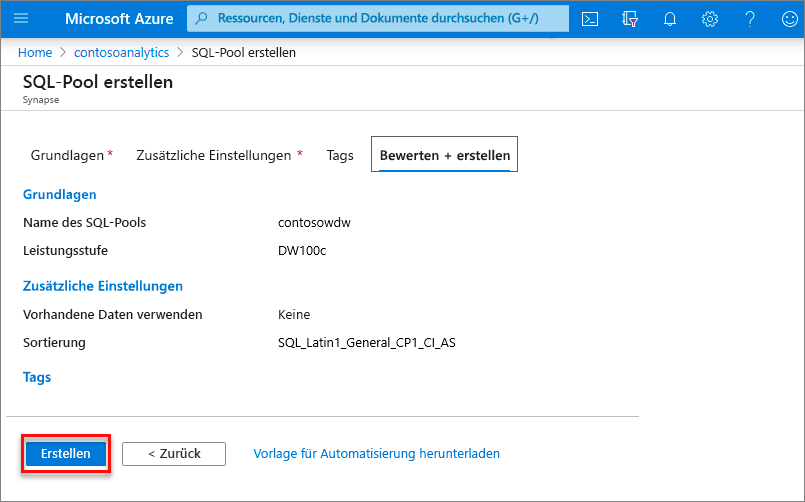 Microsoft Azure Ressourcen, Dienste und Dokumente durchsuchen (G+/)
Home > contosoanalytics > SQL-Pool erstellen
SQL-Pool erstellen
Synapse
Grundlagen * Zusätzliche Einstellungen * Tags Bewerten + erstellen
Grundlagen
Name des SQL-Pools contosowdw
Leistungsstufe DW100c
Zusätzliche Einstellungen
Vorhandene Daten verwenden Keine
Sortierung SQL_Latin1_General_CP1_CI_AS
Tags
Erstellen < Zurück Vorlage für Automatisierung herunterladen